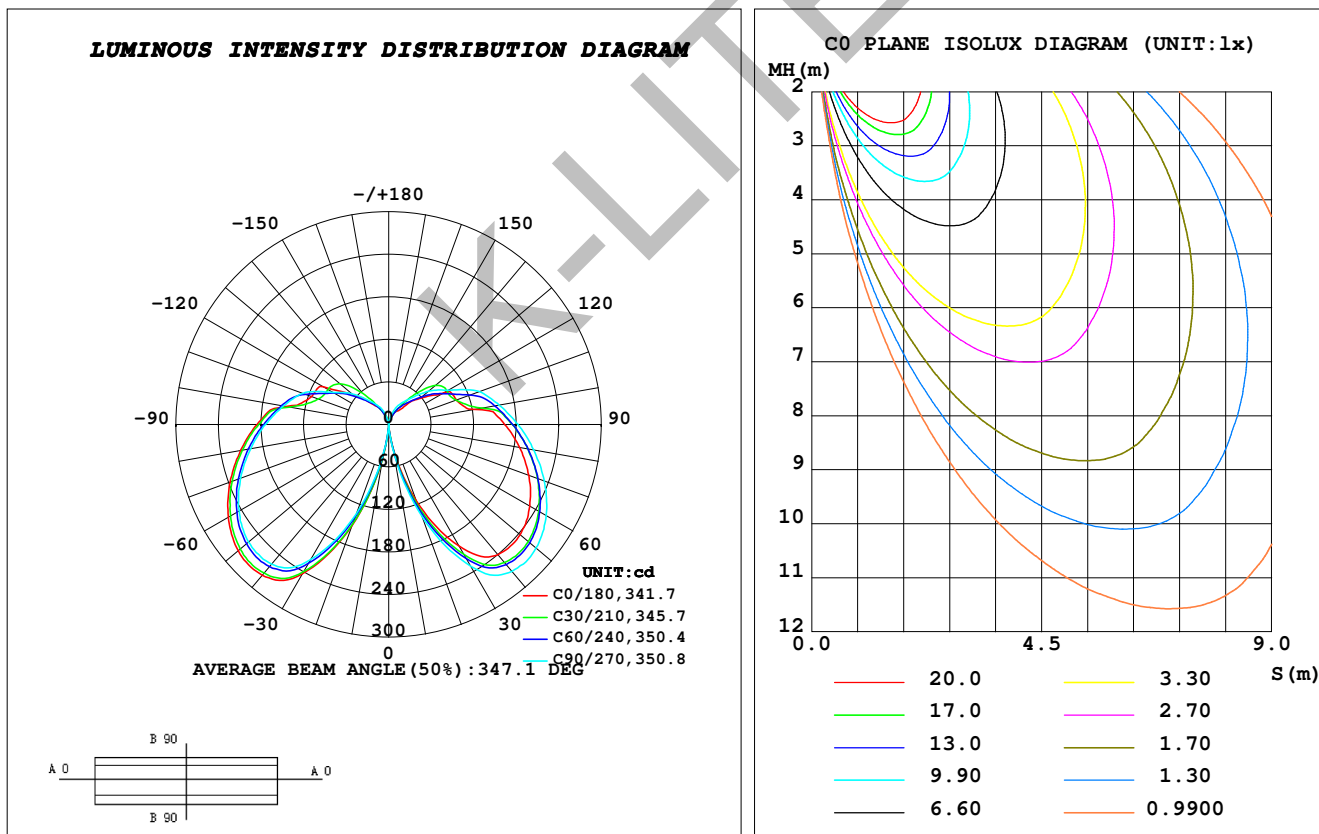 LUMINOUS INTENSITY DISTRIBUTION DIAGRAM
-/+180
-150
150
-120
120
-90
90
-60
60
-30
30
0
0
60
120
180
240
300
UNIT:cd
C0/180,341.7
C30/210,345.7
C60/240,350.4
C90/270,350.8
AVERAGE BEAM ANGLE(50%):347.1 DEG
B 90
A 0
A 0
B 90
C0 PLANE ISOLUX DIAGRAM (UNIT:lx)
MH(m)
2
3
4
5
6
7
8
9
10
11
12
0.0
4.5
9.0
S(m)
20.0
3.30
17.0
2.70
13.0
1.70
9.90
1.30
6.60
0.9900
K-LITE